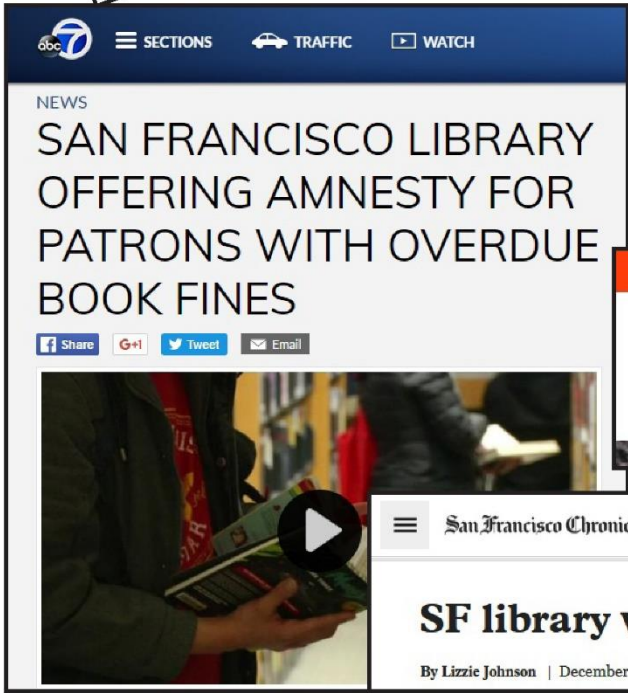 abc 7
SECTIONS TRAFFIC WATCH
NEWS
SAN FRANCISCO LIBRARY
OFFERING AMNESTY FOR
PATRONS WITH OVERDUE
BOOK FINES
Share G+1 Tweet Email
San Francisco Chronic
SF library
By Lizzie Johnson | December